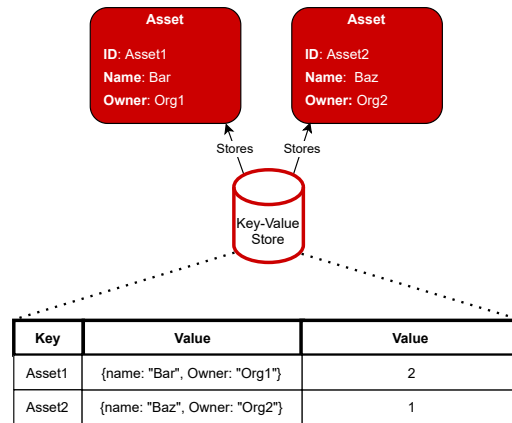 Asset
ID: Asset1
Name: Bar
Owner: Org1
Asset
ID: Asset2
Name: Baz
Owner: Org2
Stores
Stores
Key-Value
Store
Key Value Value
Asset1 {name: "Bar", Owner: "Org1"} 2
Asset2 {name: "Baz", Owner: "Org2"} 1